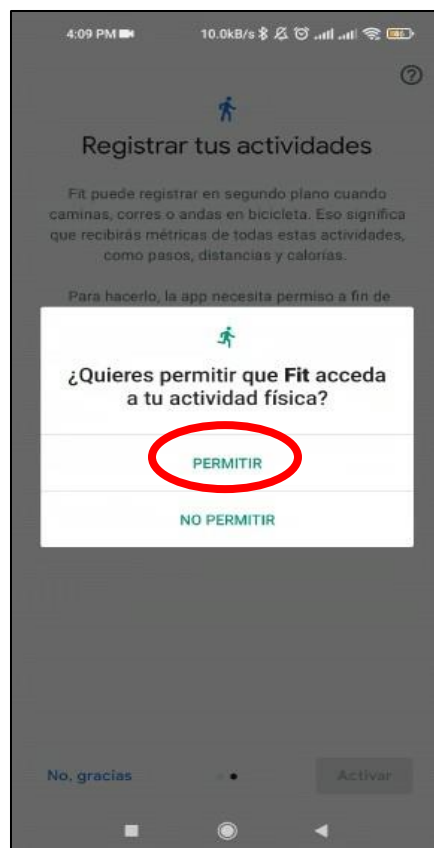 4:09 PM 10.0kB/s
Registrar tus actividades
Fit puede registrar en segundo plano cuando
caminas, corres o andas en bicicleta. Eso significa
que recibirás métricas de todas estas actividades,
como pasos, distancias y calorías.
Para hacerlo, la app necesita permiso a fin de
¿Quieres permitir que Fit acceda
a tu actividad física?
PERMITIR
NO PERMITIR
No, gracias Activar